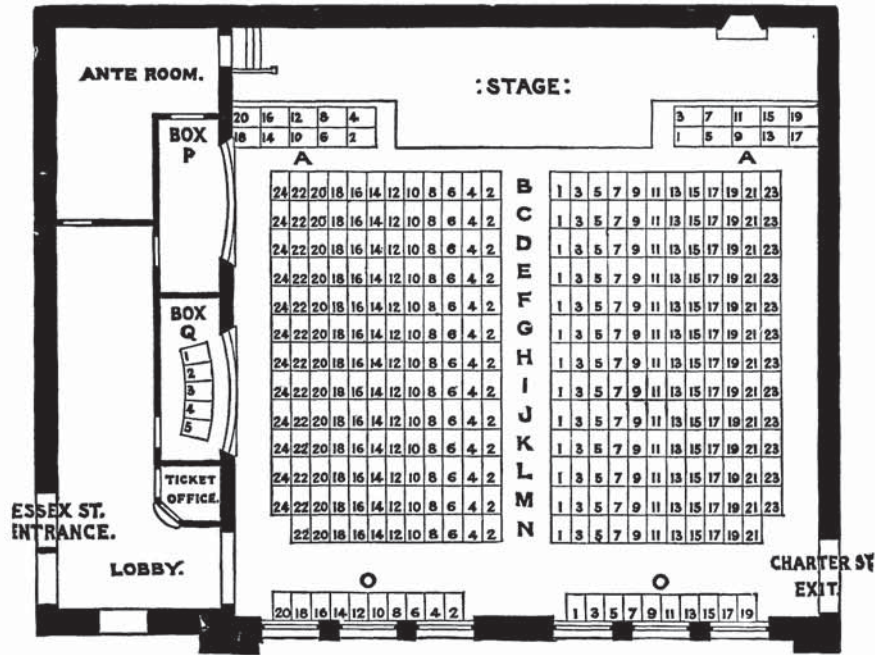 ANTE ROOM.
:STAGE:
20 16 12 8 4
18 14 10 6 2
A
3 7 11 15 19
1 5 9 13 17
A
BOX
P
24 22 20 18 16 14 12 10 8 6 4 2 B 1 3 5 7 9 11 13 15 17 19 21 23
24 22 20 18 16 14 12 10 8 6 4 2 C 1 3 5 7 9 11 13 15 17 19 21 23
24 22 20 18 16 14 12 10 8 6 4 2 D 1 3 5 7 9 11 13 15 17 19 21 23
24 22 20 18 16 14 12 10 8 6 4 2 E 1 3 5 7 9 11 13 15 17 19 21 23
24 22 20 18 16 14 12 10 8 6 4 2 F 1 3 5 7 9 11 13 15 17 19 21 23
24 22 20 18 16 14 12 10 8 6 4 2 G 1 3 5 7 9 11 13 15 17 19 21 23
24 22 20 18 16 14 12 10 8 6 4 2 H 1 3 5 7 9 11 13 15 17 19 21 23
24 22 20 18 16 14 12 10 8 6 4 2 I 1 3 5 7 9 11 13 15 17 19 21 23
24 22 20 18 16 14 12 10 8 6 4 2 J 1 3 5 7 9 11 13 15 17 19 21 23
24 22 20 18 16 14 12 10 8 6 4 2 K 1 3 5 7 9 11 13 15 17 19 21 23
24 22 20 18 16 14 12 10 8 6 4 2 L 1 3 5 7 9 11 13 15 17 19 21 23
24 22 20 18 16 14 12 10 8 6 4 2 M 1 3 5 7 9 11 13 15 17 19 21 23
22 20 18 16 14 12 10 8 6 4 2 N 1 3 5 7 9 11 13 15 17 19 21
BOX
Q
1
2
3
4
5
TICKET
OFFICE.
ESSEX ST.
ENTRANCE.
LOBBY.
CHARTER ST
EXIT.
O
20 18 16 14 12 10 8 6 4 2
O
1 3 5 7 9 11 13 15 17 19